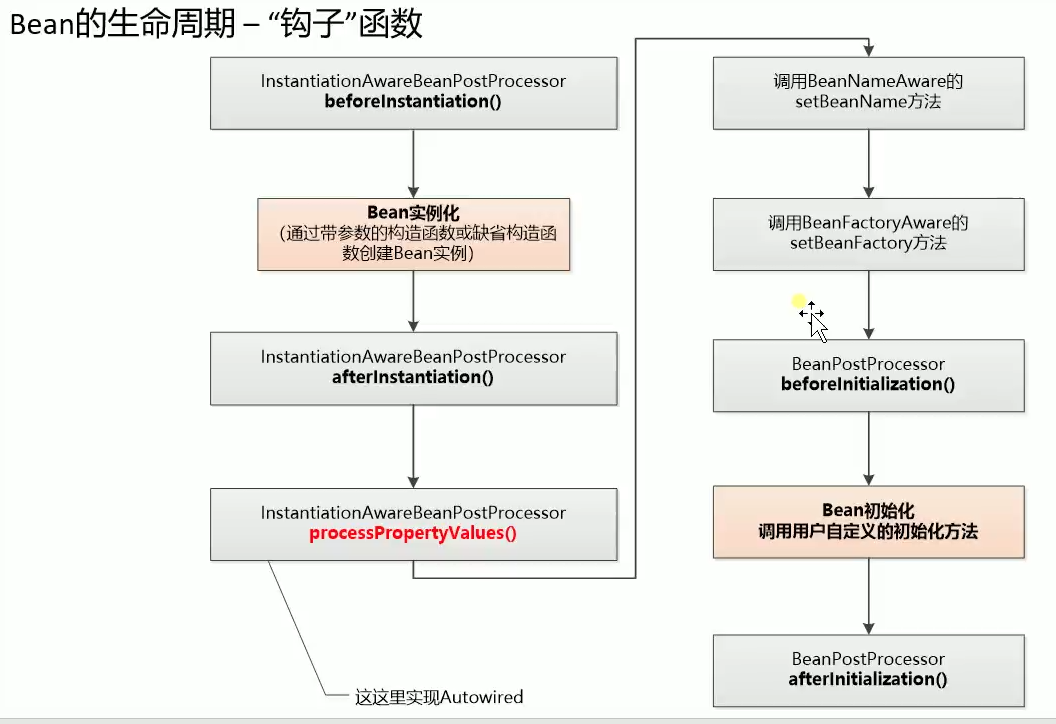 Bean的生命周期 – “钩子”函数
InstantiationAwareBeanPostProcessor
beforeInstantiation()
Bean实例化
（通过带参数的构造函数或缺省构造函
数创建Bean实例）
InstantiationAwareBeanPostProcessor
afterInstantiation()
InstantiationAwareBeanPostProcessor
processPropertyValues()
这这里实现Autowired
调用BeanNameAware的
setBeanName方法
调用BeanFactoryAware的
setBeanFactory方法
BeanPostProcessor
beforeInitialization()
Bean初始化
调用用户自定义的初始化方法
BeanPostProcessor
afterInitialization()